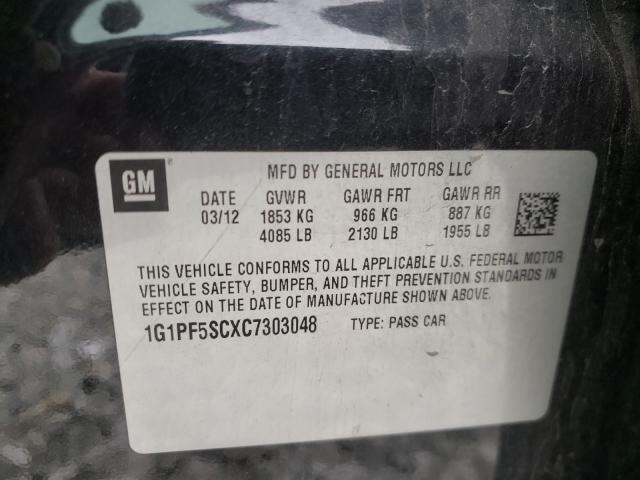 GM
MFD BY GENERAL MOTORS LLC
DATE GVWR GAWR FRT GAWR RR
03/12 1853 KG 966 KG 887 KG
4085 LB 2130 LB 1955 LB
THIS VEHICLE CONFORMS TO ALL APPLICABLE U.S. FEDERAL MOTOR
VEHICLE SAFETY, BUMPER, AND THEFT PREVENTION STANDARDS IN
EFFECT ON THE DATE OF MANUFACTURE SHOWN ABOVE.
1G1PF5SCXC7303048 TYPE: PASS CAR